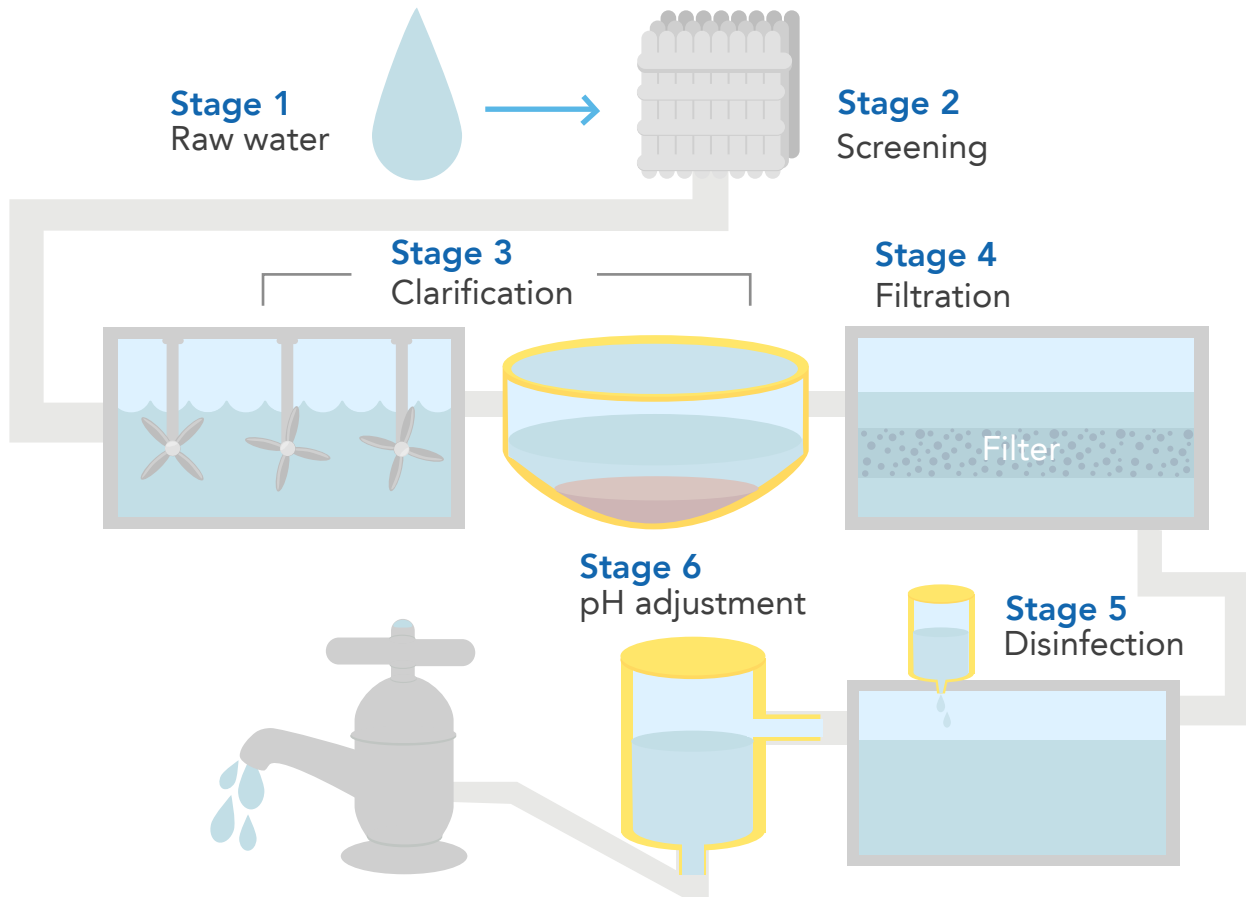 Stage 1
Raw water
Stage 2
Screening
Stage 3
Clarification
Stage 4
Filtration
Filter
Stage 5
Disinfection
Stage 6
pH adjustment